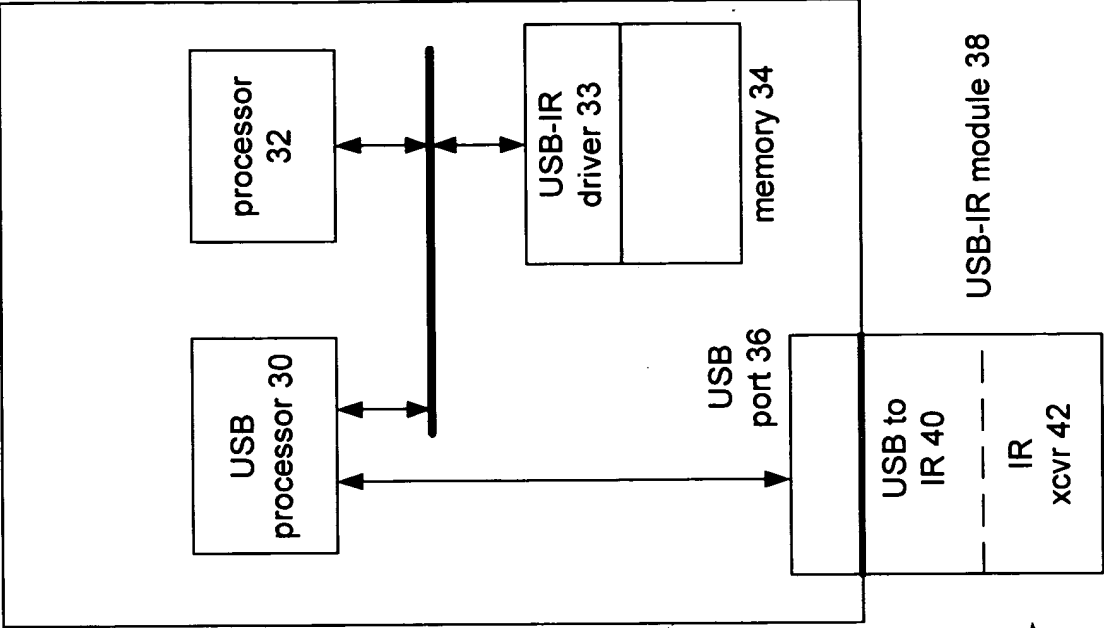 USB
processor 30
processor
32
USB
port 36
USB-IR
driver 33
memory 34
USB to
IR 40
IR
xcvr 42
USB-IR module 38